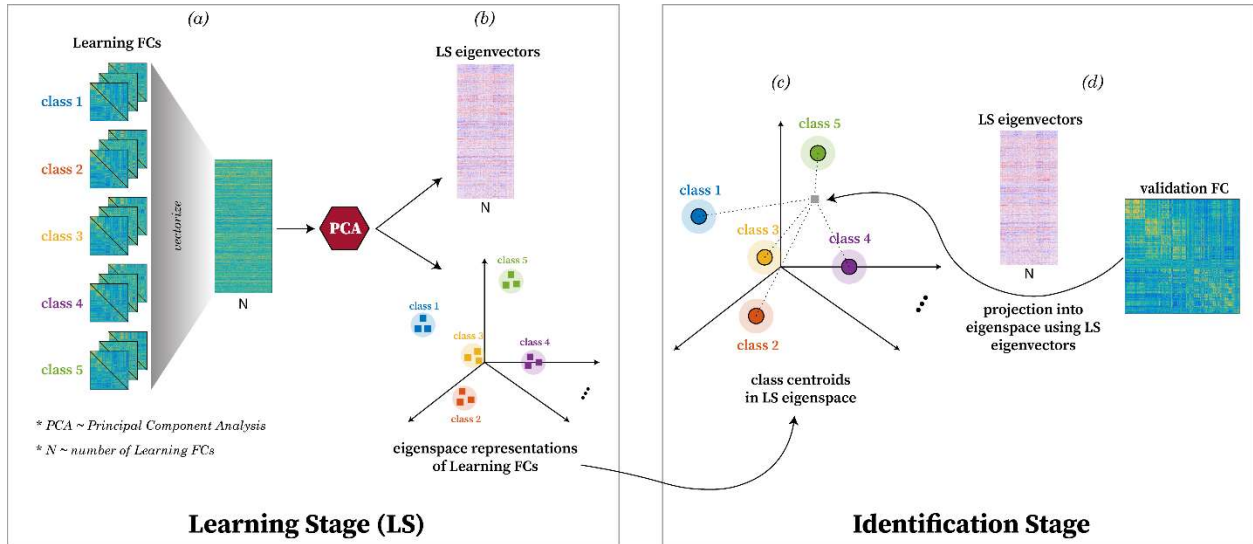 (a)
Learning FCs
class 1
class 2
class 3
class 4
class 5
vectorize
N
PCA
* PCA ~ Principal Component Analysis
* N ~ number of Learning FCs
(b)
LS eigenvectors
N
class 5
class 1
class 3
class 4
class 2
eigenspace representations
of Learning FCs
Learning Stage (LS)
(c)
class 5
class 1
class 3
class 4
class 2
class centroids
in LS eigenspace
(d)
LS eigenvectors
N
validation FC
projection into
eigenspace using LS
eigenvectors
Identification Stage